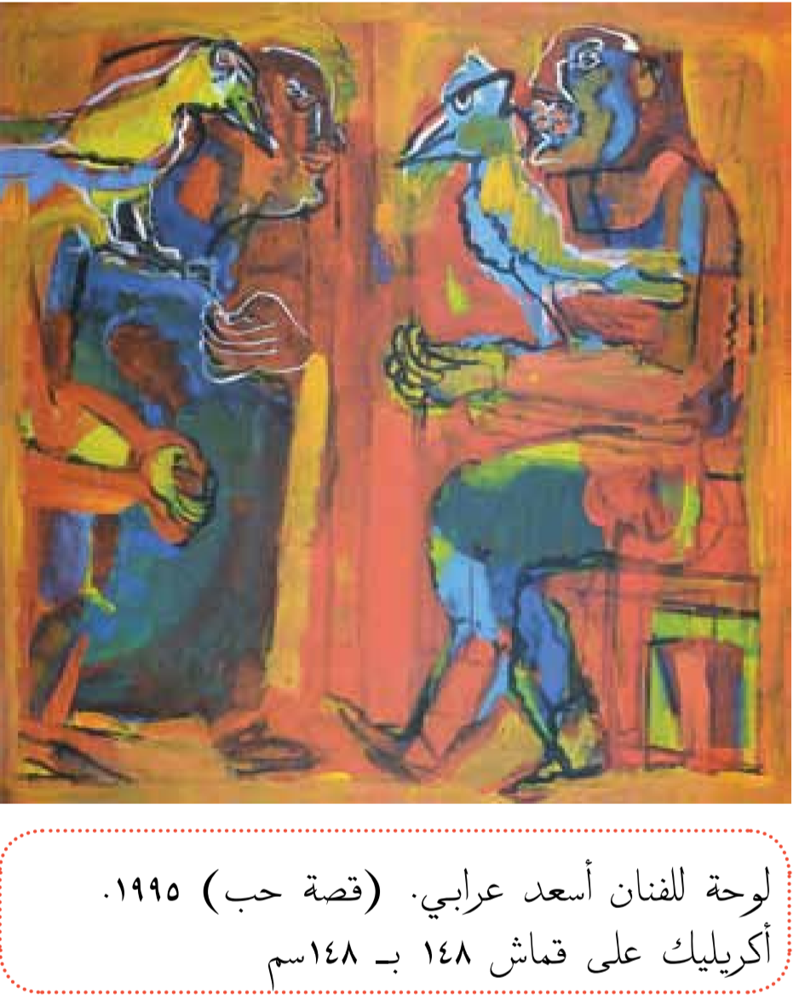 لوحة للفنان أسعد عرابي. (قصة حب) ١٩٩٥.
أكريليك على قماش ١٤٨ بـ ١٤٨سم